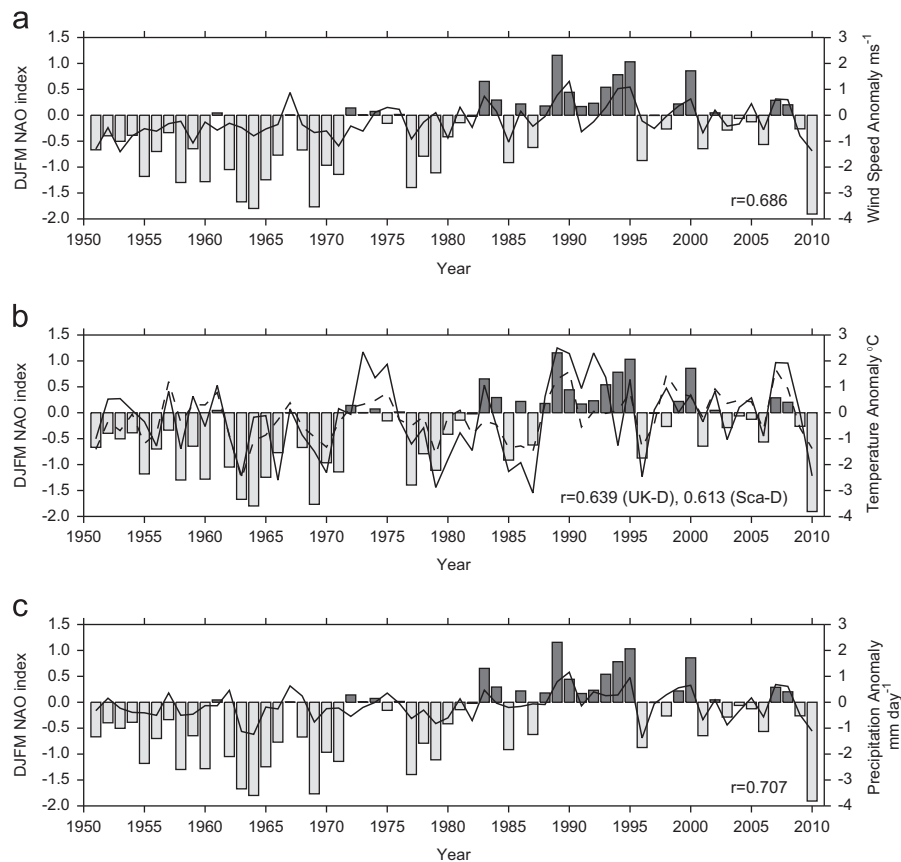 a
1.5
1.0
0.5
0.0
-0.5
-1.0
-1.5
-2.0
DJFM NAO index
3
2
1
0
-1
-2
-3
-4
Wind Speed Anomaly ms-1
r=0.686
1950 1955 1960 1965 1970 1975 1980 1985 1990 1995 2000 2005 2010
Year
b
1.5
1.0
0.5
0.0
-0.5
-1.0
-1.5
-2.0
DJFM NAO index
3
2
1
0
-1
-2
-3
-4
Temperature Anomaly °C
r=0.639 (UK-D), 0.613 (Sca-D)
1950 1955 1960 1965 1970 1975 1980 1985 1990 1995 2000 2005 2010
Year
c
1.5
1.0
0.5
0.0
-0.5
-1.0
-1.5
-2.0
DJFM NAO index
3
2
1
0
-1
-2
-3
-4
Precipitation Anomaly
mm day-1
r=0.707
1950 1955 1960 1965 1970 1975 1980 1985 1990 1995 2000 2005 2010
Year